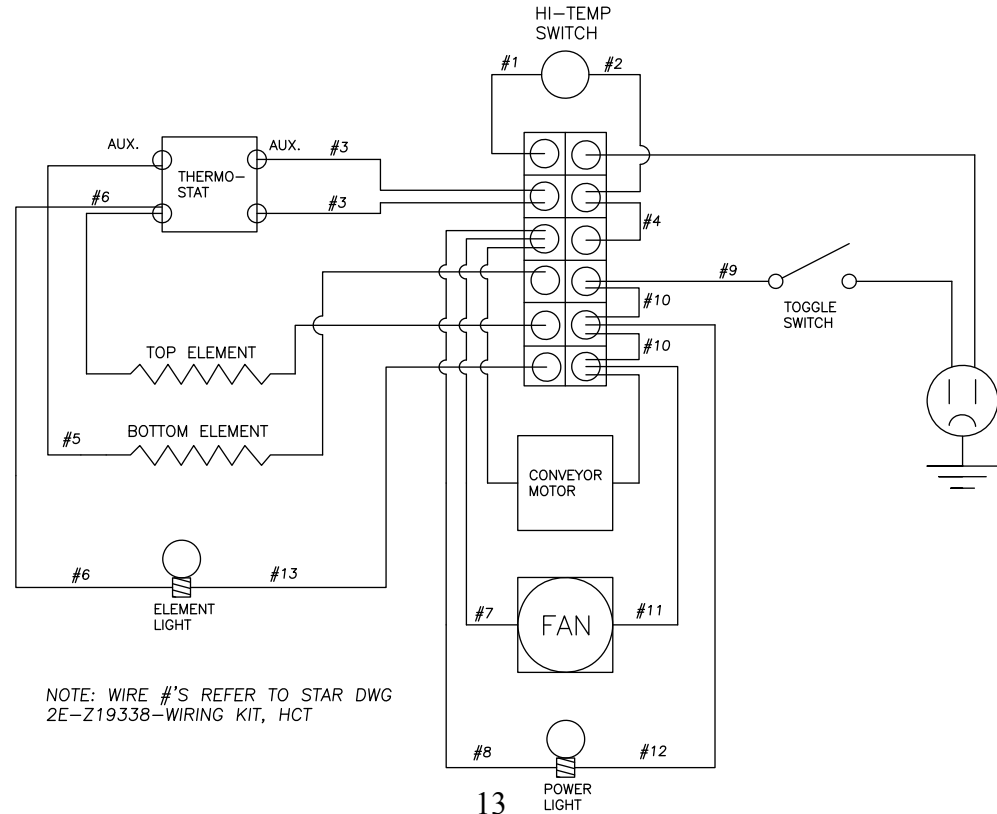 HI-TEMP
SWITCH
#1
#2
AUX.
AUX.
#3
THERMO-
STAT
#6
#3
#4
#9
#10
TOGGLE
SWITCH
#10
TOP ELEMENT
BOTTOM ELEMENT
#5
CONVEYOR
MOTOR
#6
#13
ELEMENT
LIGHT
#7
FAN
#11
NOTE: WIRE #'S REFER TO STAR DWG
2E-Z19338-WIRING KIT, HCT
#8
#12
POWER
LIGHT
13